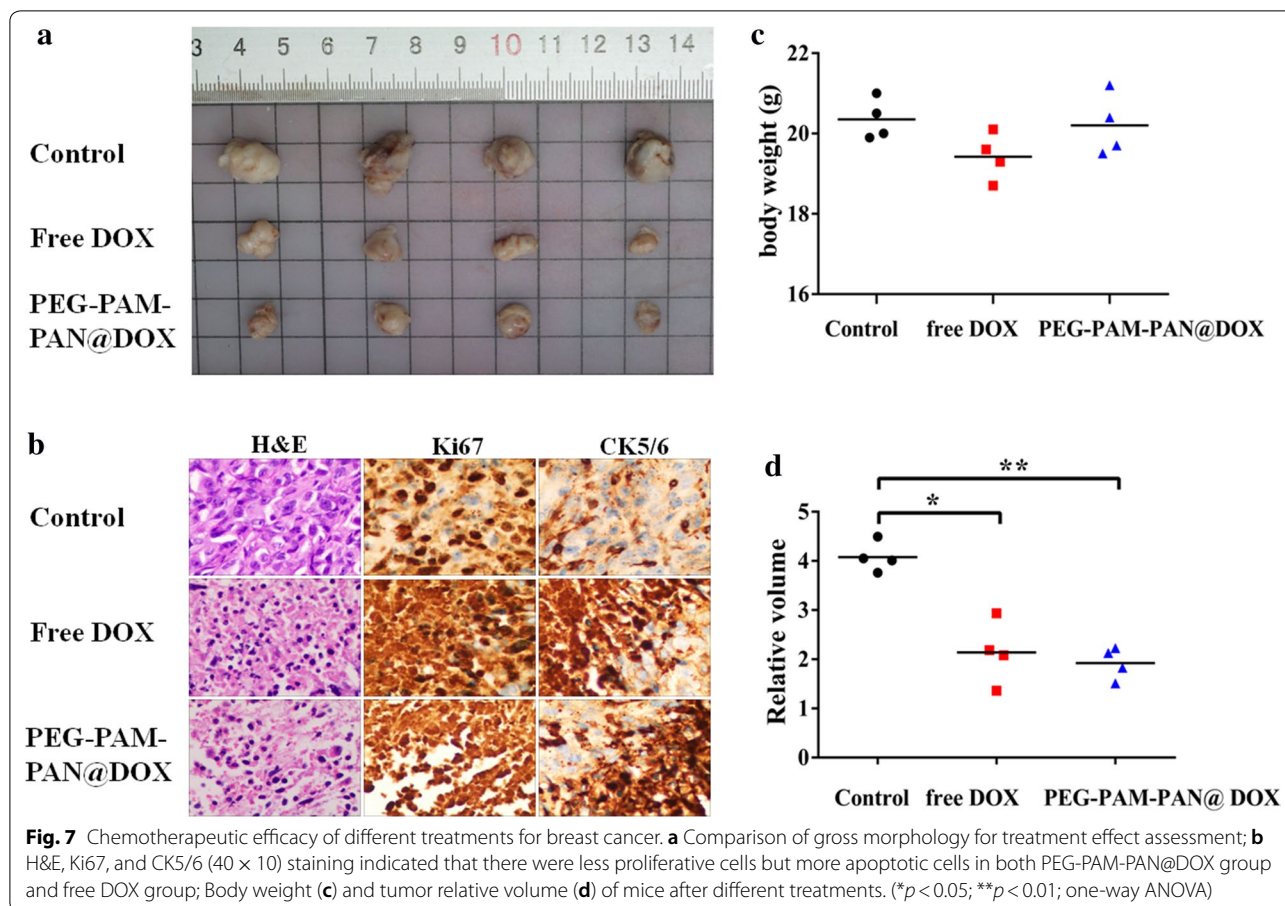 a
3 4 5 6 7 8 9 10 11 12 13 14
Control
Free DOX
PEG-PAM-
PAN@DOX
b
H&E Ki67 CK5/6
Control
Free DOX
PEG-PAM-
PAN@DOX
c
body weight (g)
22
20
18
16
Control free DOX PEG-PAM-PAN@DOX
d
**
*
Relative volume
5
4
3
2
1
0
Control free DOX PEG-PAM-PAN@ DOX
Fig. 7 Chemotherapeutic efficacy of different treatments for breast cancer. a Comparison of gross morphology for treatment effect assessment; b
H&E, Ki67, and CK5/6 (40 × 10) staining indicated that there were less proliferative cells but more apoptotic cells in both PEG-PAM-PAN@DOX group
and free DOX group; Body weight (c) and tumor relative volume (d) of mice after different treatments. (*p < 0.05; **p < 0.01; one-way ANOVA)